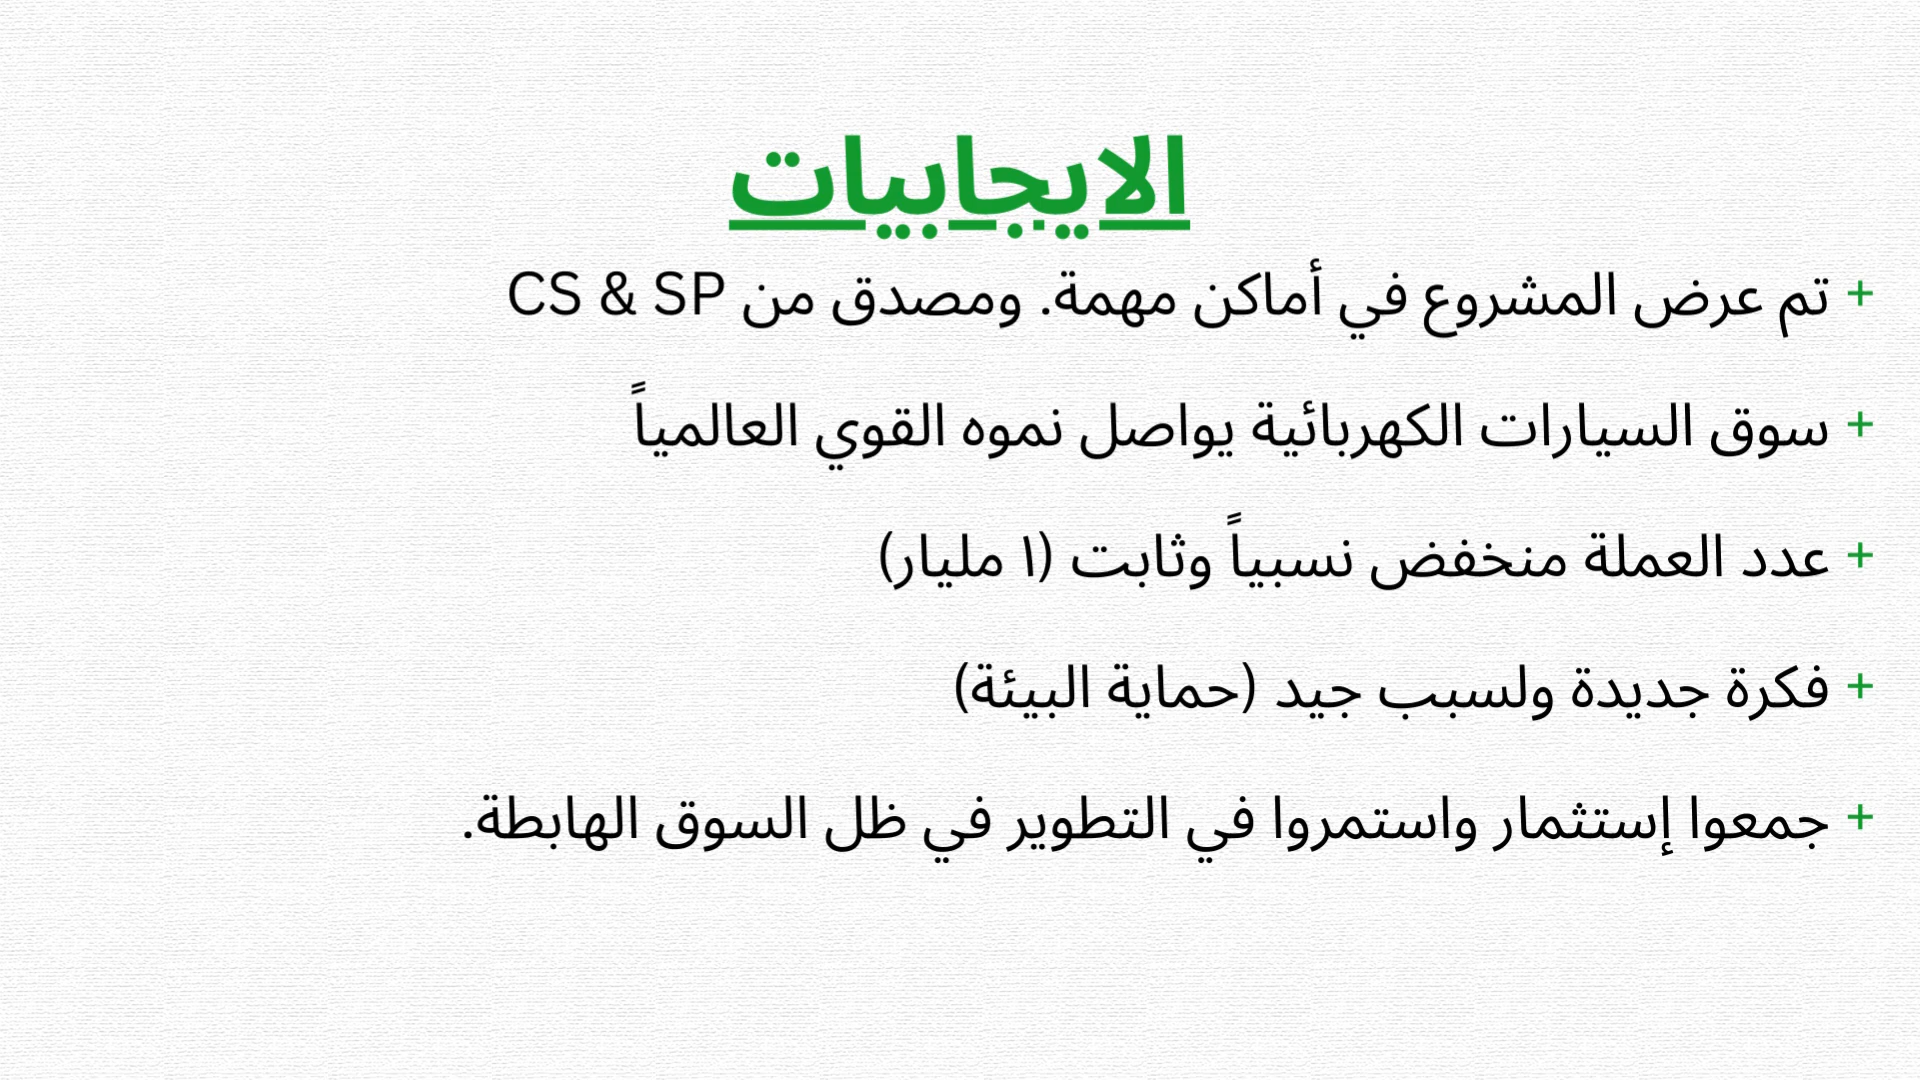 الايجابيات
+ تم عرض المشروع في أماكن مهمة. ومصدق من CS & SP
+ سوق السيارات الكهربائية يواصل نموه القوي العالمياً
+ عدد العملة منخفض نسبياً وثابت (١ مليار)
+ فكرة جديدة ولسبب جيد (حماية البيئة)
+ جمعوا إستثمار واستمروا في التطوير في ظل السوق الهابطة.